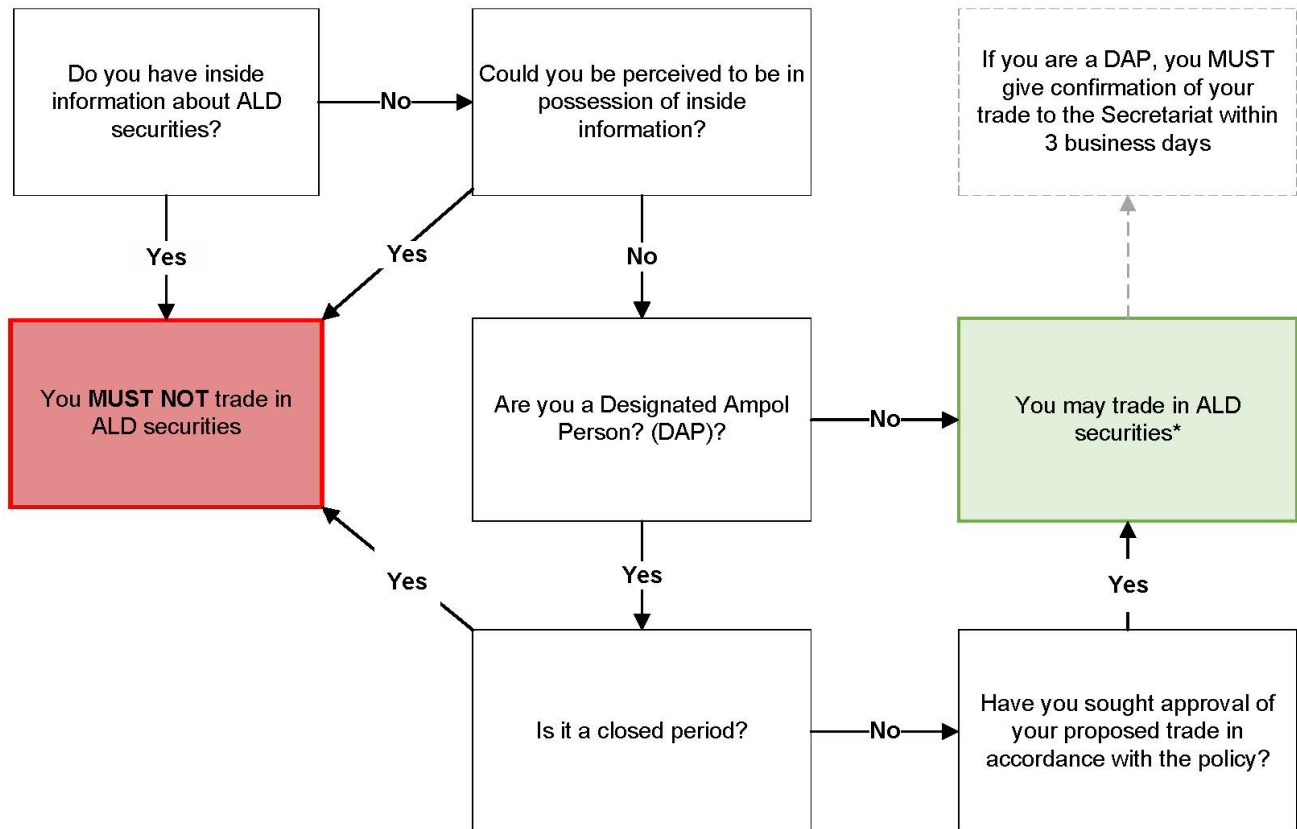 Do you have inside
information about ALD
securities?
No
Could you be perceived to be in
possession of inside
information?
If you are a DAP, you MUST
give confirmation of your
trade to the Secretariat within
3 business days
Yes
Yes
No
You MUST NOT trade in
ALD securities
Are you a Designated Ampol
Person? (DAP)?
No
You may trade in ALD
securities*
Yes
Yes
Yes
Is it a closed period?
No
Have you sought approval of
your proposed trade in
accordance with the policy?